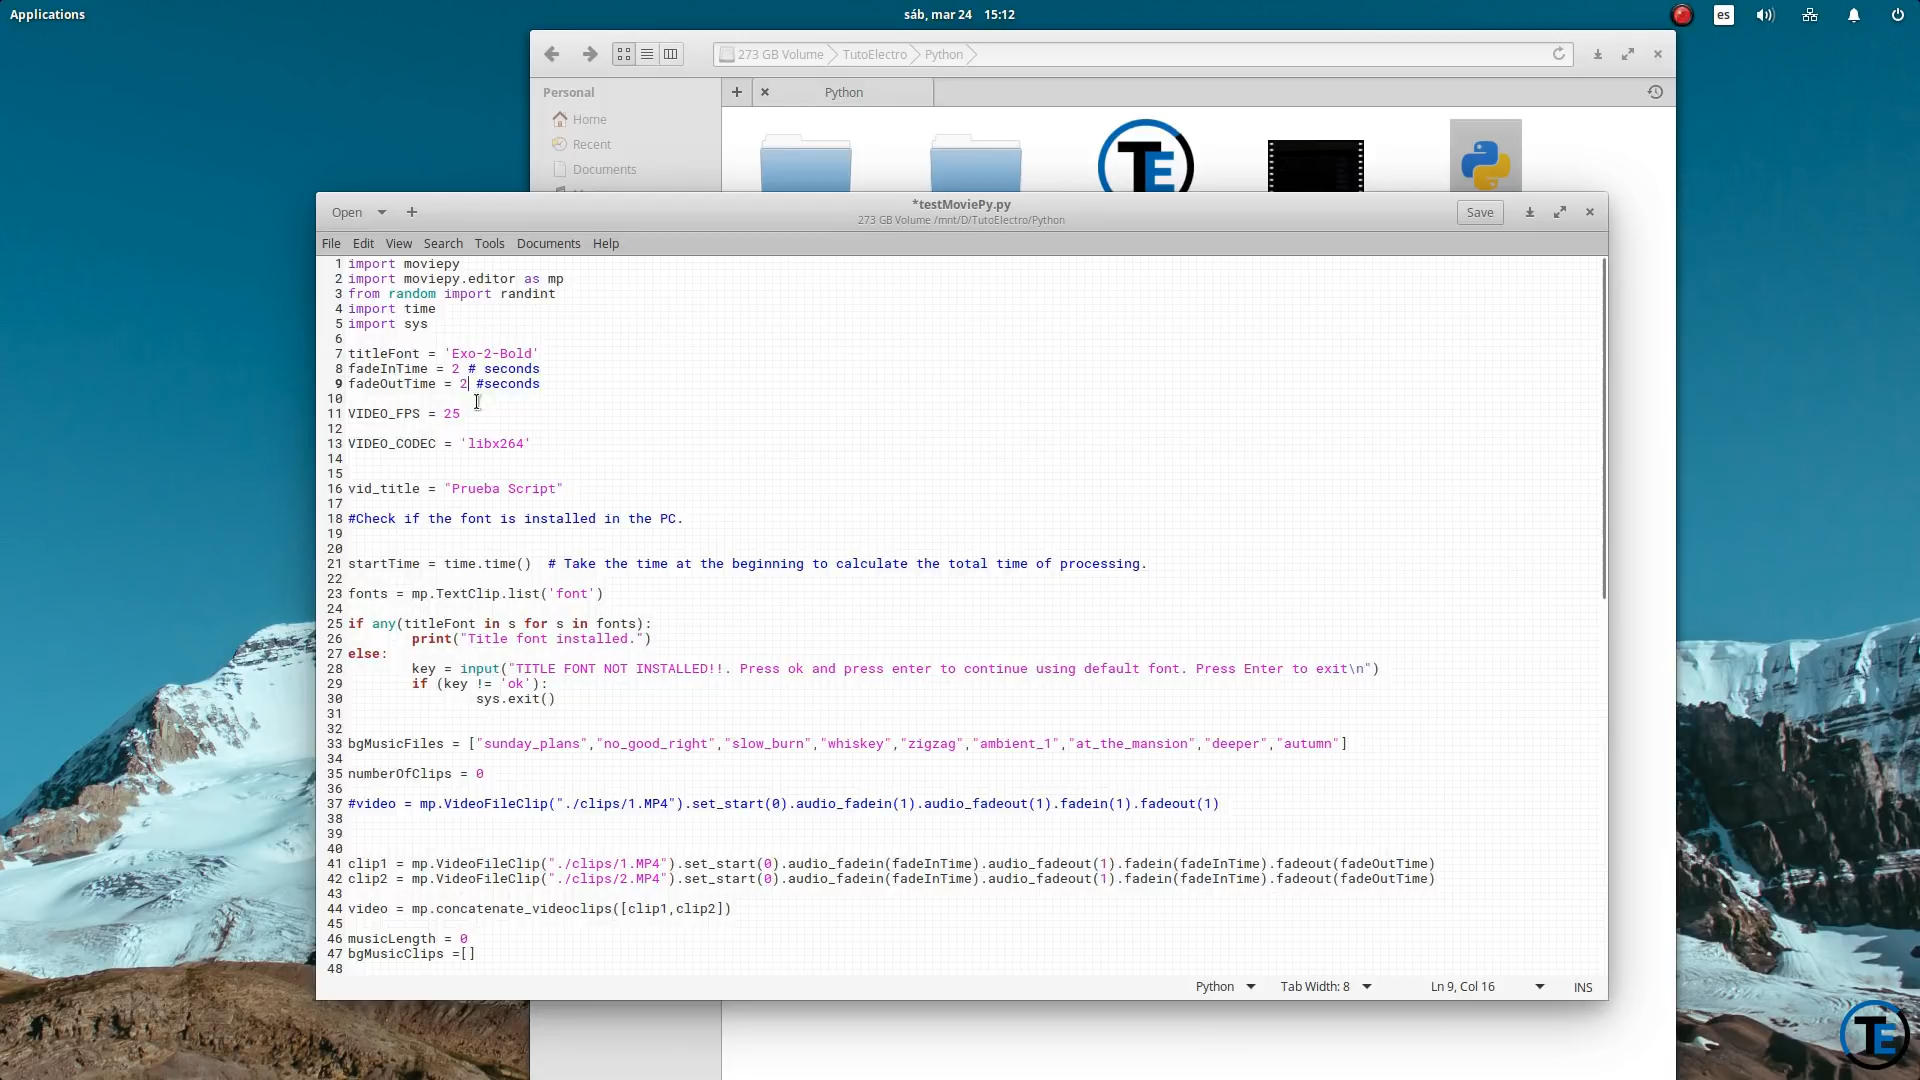 Applications
sáb, mar 24 15:12
es
273 GB Volume
TutoElectro
Python
Personal
Python
Home
Recent
Documents
TE
Open
*testMoviePy.py
273 GB Volume /mnt/D/TutoElectro/Python
Save
File Edit View Search Tools Documents Help
1 import moviepy
2 import moviepy.editor as mp
3 from random import randint
4 import time
5 import sys
6
7 titleFont = 'Exo-2-Bold'
8 fadeInTime = 2 # seconds
9 fadeOutTime = 2 #seconds
10
11 VIDEO_FPS = 25
12
13 VIDEO_CODEC = 'libx264'
14
15
16 vid_title = "Prueba Script"
17
18 #Check if the font is installed in the PC.
19
20
21 startTime = time.time()  # Take the time at the beginning to calculate the total time of processing.
22
23 fonts = mp.TextClip.list('font')
24
25 if any(titleFont in s for s in fonts):
26 print("Title font installed.")
27 else:
28 key = input("TITLE FONT NOT INSTALLED!!. Press ok and press enter to continue using default font. Press Enter to exit\n")
29 if (key != 'ok'):
30 sys.exit()
31
32
33 bgMusicFiles = ["sunday_plans","no_good_right","slow_burn","whiskey","zigzag","ambient_1","at_the_mansion","deeper","autumn"]
34
35 numberOfClips = 0
36
37 #video = mp.VideoFileClip("./clips/1.MP4").set_start(0).audio_fadein(1).audio_fadeout(1).fadein(1).fadeout(1)
38
39
40
41 clip1 = mp.VideoFileClip("./clips/1.MP4").set_start(0).audio_fadein(fadeInTime).audio_fadeout(1).fadein(fadeInTime).fadeout(fadeOutTime)
42 clip2 = mp.VideoFileClip("./clips/2.MP4").set_start(0).audio_fadein(fadeInTime).audio_fadeout(1).fadein(fadeInTime).fadeout(fadeOutTime)
43
44 video = mp.concatenate_videoclips([clip1,clip2])
45
46 musicLength = 0
47 bgMusicClips =[]
48
Python
Tab Width: 8
Ln 9, Col 16
INS
TE